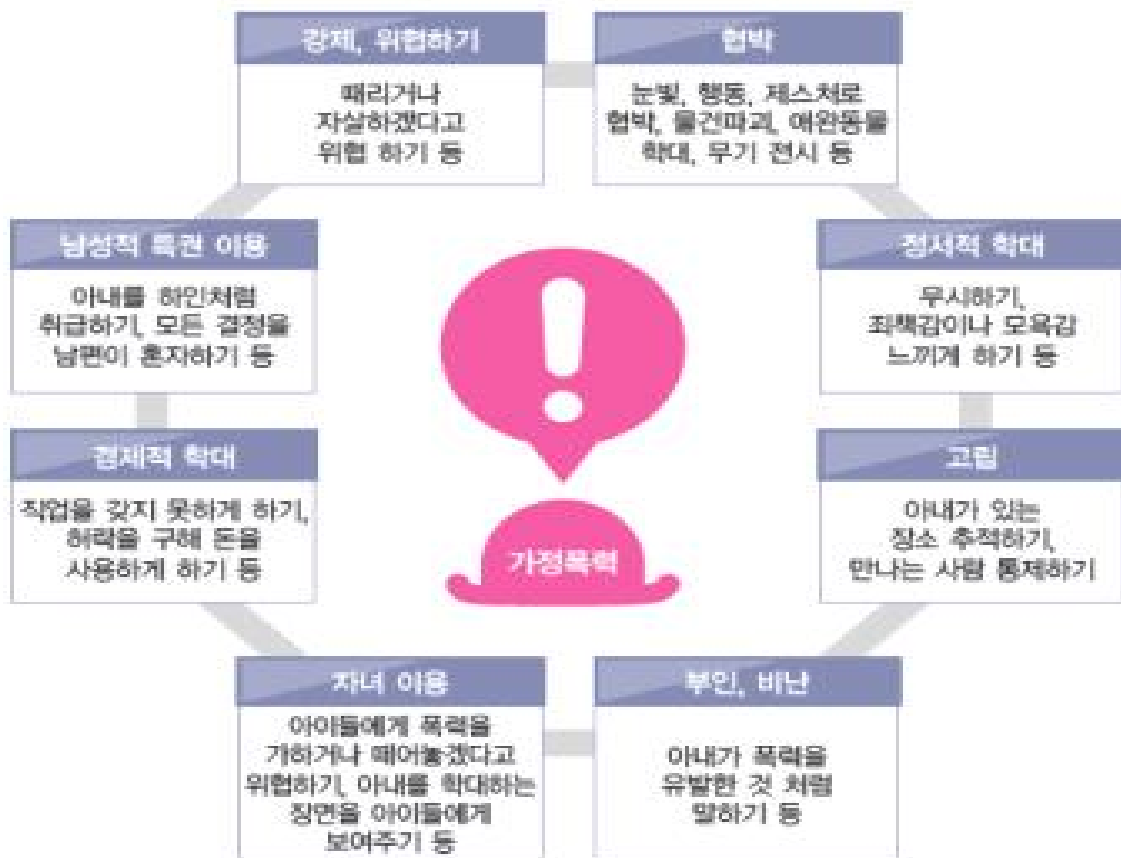 강제, 위협하기
때리거나
자살하겠다고
위협 하기 등
협박
눈빛, 행동, 제스처로
협박, 물건파괴, 애완동물
학대, 무기 전시 등
남성적 특권 이용
아내를 하인처럼
취급하기, 모든 결정을
남편이 혼자하기 등
정서적 학대
무시하기,
죄책감이나 모욕감
느끼게 하기 등
경제적 학대
직업을 갖지 못하게 하기,
허락을 구해 돈을
사용하게 하기 등
고립
아내가 있는
장소 추적하기,
만나는 사람 통제하기
가정폭력
자녀 이용
아이들에게 폭력을
가하거나 떼어놓겠다고
위협하기, 아내를 학대하는
장면을 아이들에게
보여주기 등
부인, 비난
아내가 폭력을
유발한 것 처럼
말하기 등